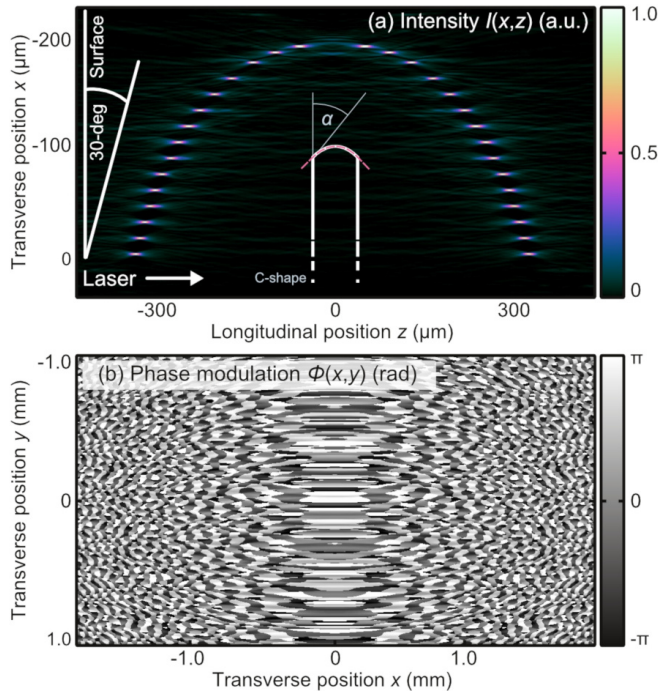 (a) Intensity I(x,z) (a.u.)
Surface
30-deg
α
Laser
C-shape
-200
-100
0
Transverse position x (µm)
-300
0
300
Longitudinal position z (µm)
1.0
0.5
0
(b) Phase modulation Φ(x,y) (rad)
-1.0
0
1.0
Transverse position y (mm)
-1.0
0
1.0
Transverse position x (mm)
π
0
-π